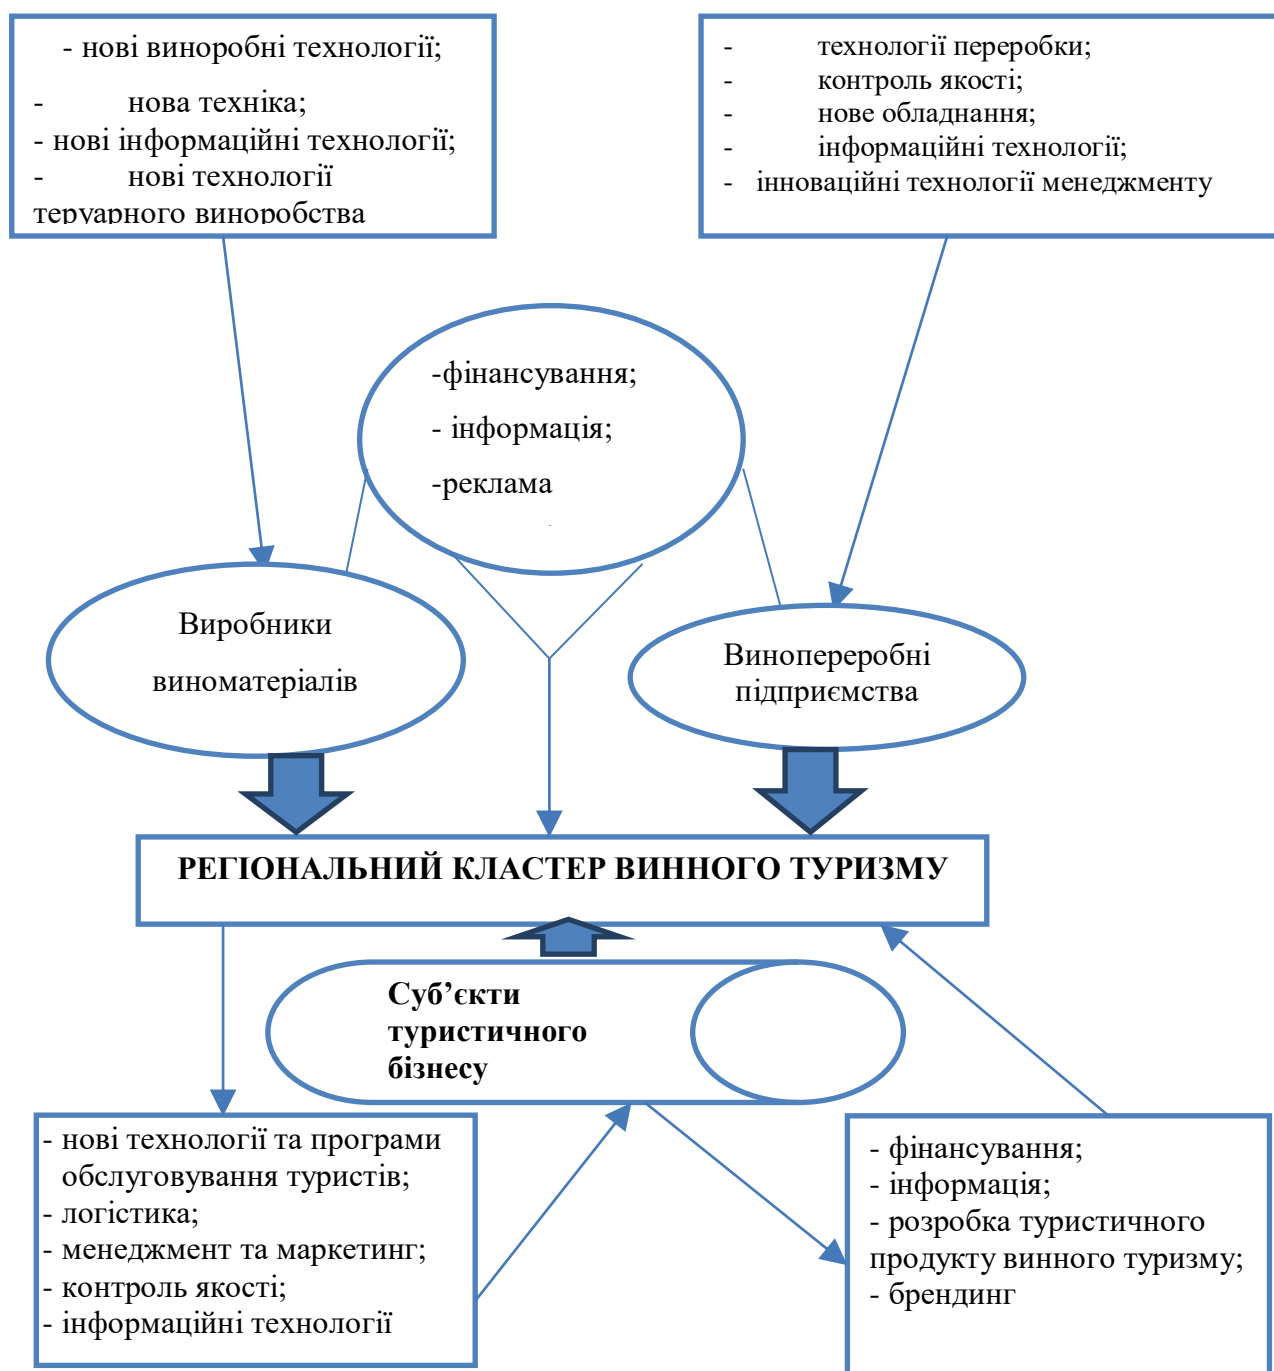 - нові виноробні технології;
- нова техніка;
- нові інформаційні технології;
- нові технології
теруарного виноробства
- технології переробки;
- контроль якості;
- нове обладнання;
- інформаційні технології;
- інноваційні технології менеджменту
-фінансування;
- інформація;
-реклама
Виробники
виноматеріалів
Винопереробні
підприємства
РЕГІОНАЛЬНИЙ КЛАСТЕР ВИННОГО ТУРИЗМУ
Суб’єкти
туристичного
бізнесу
- нові технології та програми
обслуговування туристів;
- логістика;
- менеджмент та маркетинг;
- контроль якості;
- інформаційні технології
- фінансування;
- інформація;
- розробка туристичного
продукту винного туризму;
- брендинг